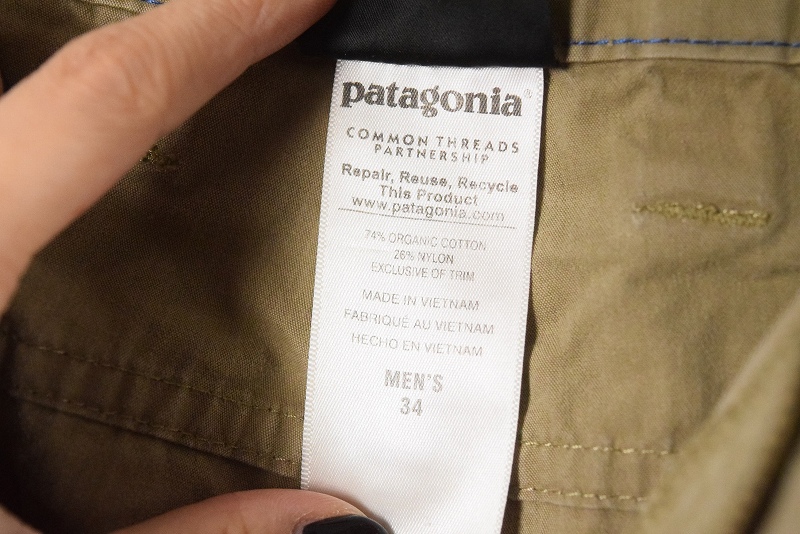 patagonia®
COMMON THREADS
PARTNERSHIP
Repair, Reuse, Recycle
This Product
www.patagonia.com
74% ORGANIC COTTON
26% NYLON
EXCLUSIVE OF TRIM
MADE IN VIETNAM
FABRIQUÉ AU VIETNAM
HECHO EN VIETNAM
MEN'S
34